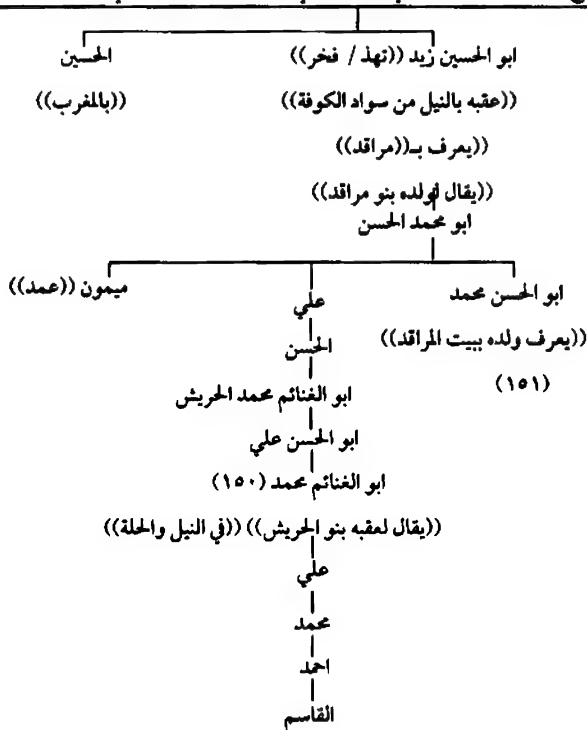 ابو الحسين زيد ((تهذ / فخر)) الحسين
((عقبه بالنيل من سواد الكوفة)) ((بالمغرب))
((يعرف بـ((مراقد))
((يقال لولده بنو مراقد))
ابو محمد الحسن
ابو الحسن محمد علي ميمون ((عمد))
((يعرف ولده ببيت المراقد)) الحسن
(١٥١)
ابو الغنائم محمد الحريش
ابو الحسن علي
ابو الغنائم محمد (١٥٠)
((يقال لعقبه بنو الحريش)) ((في النيل والحلة))
علي
محمد
احمد
القاسم